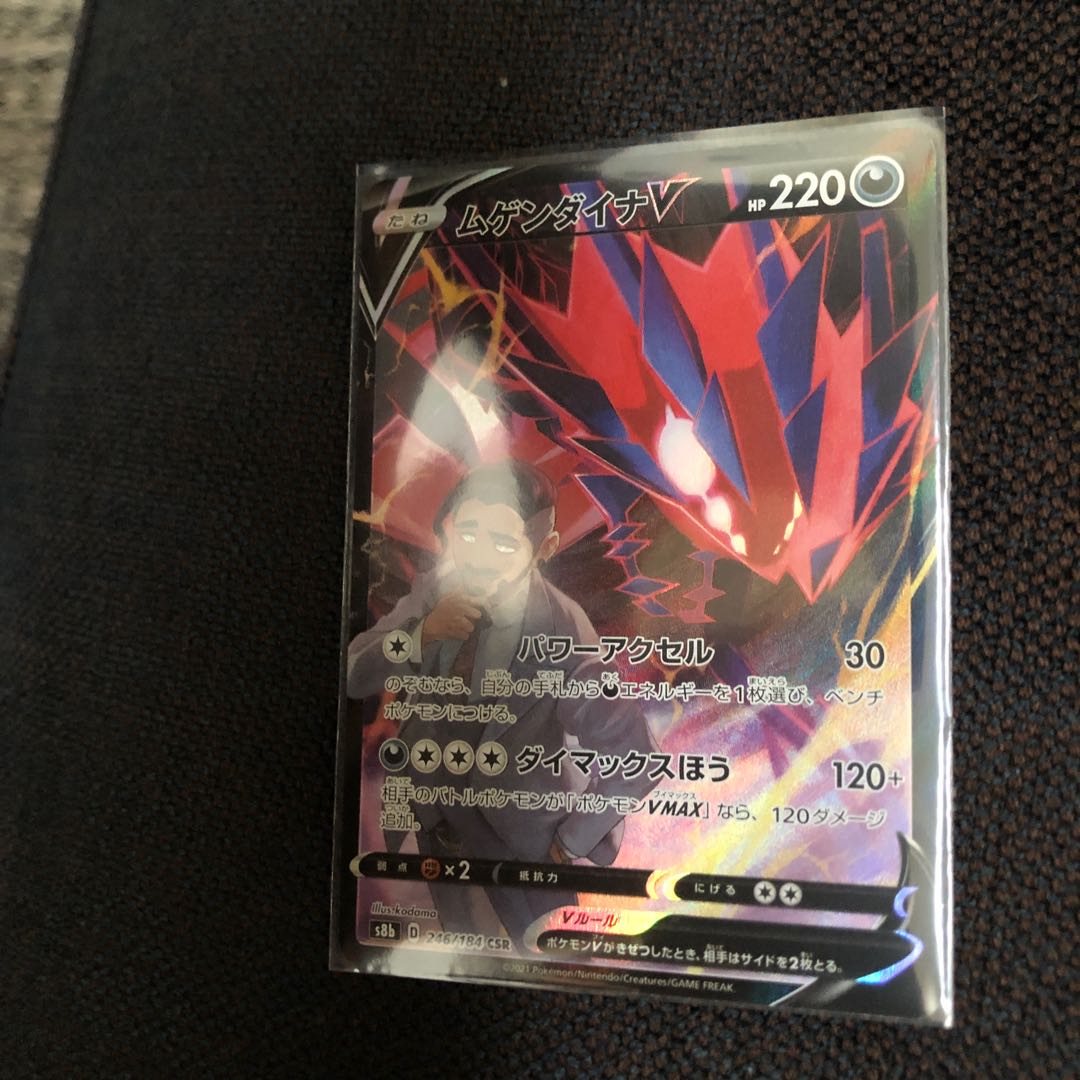 たね ムゲンダイナV HP 220
パワーアクセル 30
のぞむなら、自分の手札からエネルギーを1枚選び、ベンチ
ポケモンにつける。
ダイマックスほう 120+
相手のバトルポケモンが「ポケモンVMAX」なら、120ダメージ
追加。
弱点 ×2 抵抗力 にげる
illus.kodama
Vルール
s8b D 246/184 CSR
ポケモンVがきぜつしたとき、相手はサイドを2枚とる。
©2021 Pokémon/Nintendo/Creatures/GAME FREAK.